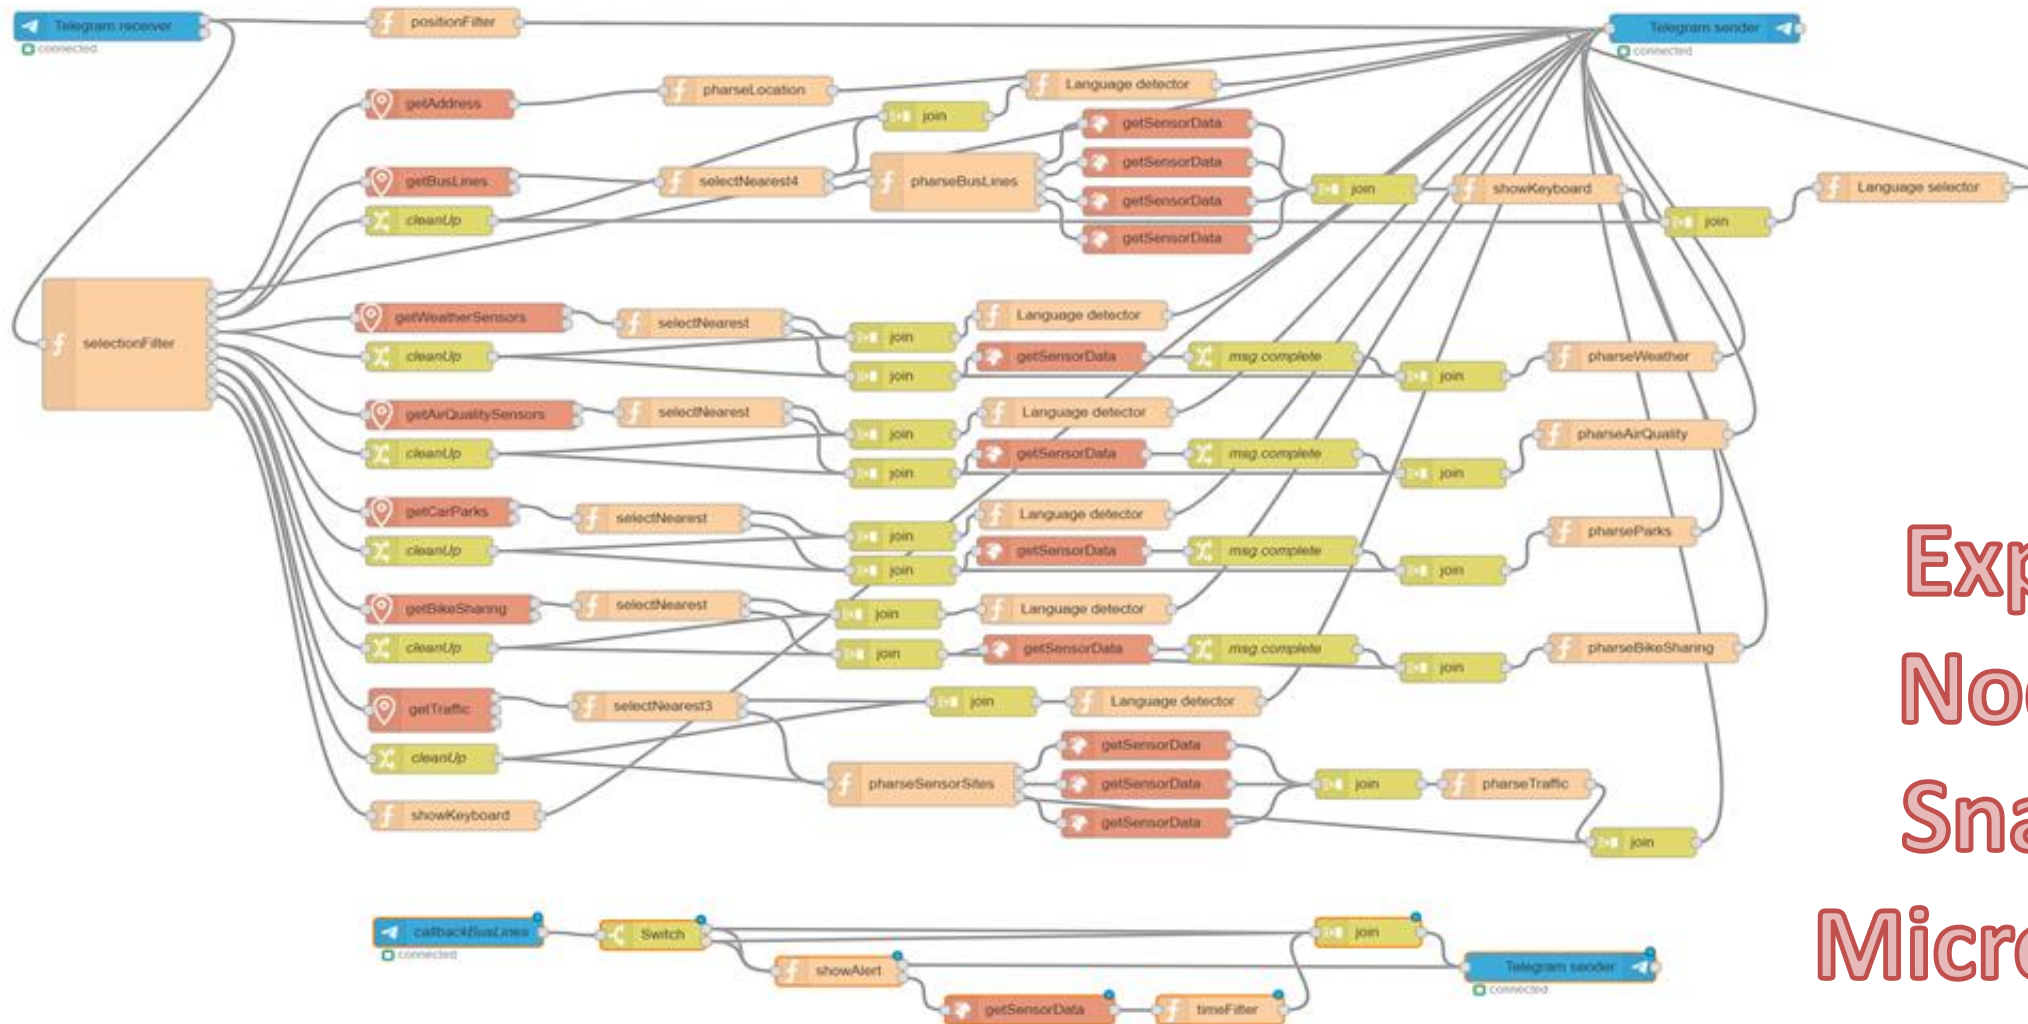 Telegram receiver
connected
positionFilter
Telegram sender
connected
getAddress
pharseLocation
Language detector
join
getSensorData
getBusLines
selectNearest4
pharseBusLines
getSensorData
getSensorData
getSensorData
join
showKeyboard
Language selector
cleanUp
join
selectionFilter
getWeatherSensors
selectNearest
Language detector
join
cleanUp
getSensorData
msg complete
pharseWeather
join
join
getAirQualitySensors
selectNearest
Language detector
join
pharseAirQuality
cleanUp
getSensorData
msg complete
join
join
getCarParks
selectNearest
Language detector
join
pharseParks
cleanUp
getSensorData
msg complete
join
join
getBikeSharing
selectNearest
Language detector
join
cleanUp
getSensorData
msg complete
pharseBikeSharing
join
join
getTraffic
selectNearest3
join
Language detector
cleanUp
getSensorData
pharseSensorSites
getSensorData
join
pharseTraffic
showKeyboard
getSensorData
join
callbackBusLines
connected
Switch
join
showAlert
Telegram sender
connected
getSensorData
timeFilter
Exp
No
Sna
Micr